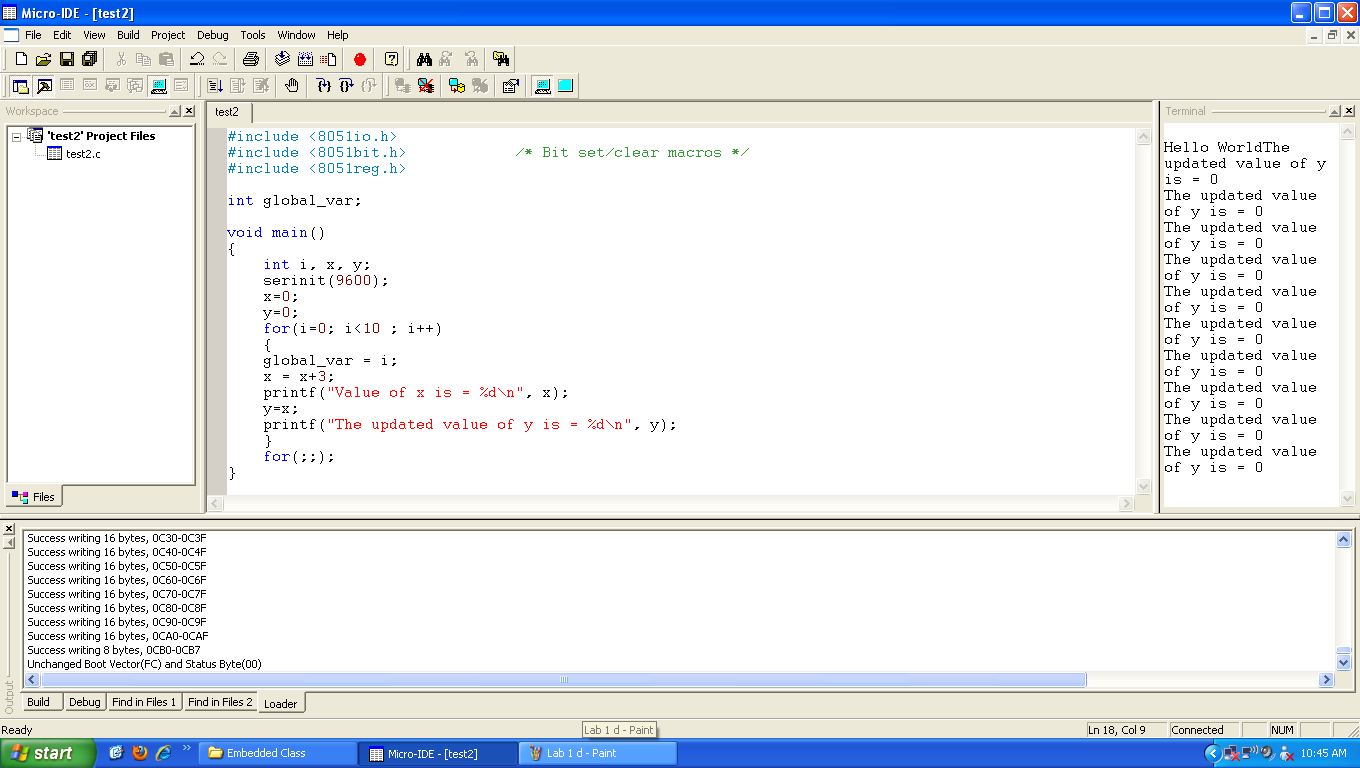 Micro-IDE - [test2]
File Edit View Build Project Debug Tools Window Help
Workspace
'test2' Project Files
test2.c
Files
test2
#include <8051io.h>
#include <8051bit.h> /* Bit set/clear macros */
#include <8051reg.h>
int global_var;
void main()
{
int i, x, y;
serinit(9600);
x=0;
y=0;
for(i=0; i<10 ; i++)
{
global_var = i;
x = x+3;
printf("Value of x is = %d\n", x);
y=x;
printf("The updated value of y is = %d\n", y);
}
for(;;);
}
Terminal
Hello WorldThe
updated value of y
is = 0
The updated value
of y is = 0
The updated value
of y is = 0
The updated value
of y is = 0
The updated value
of y is = 0
The updated value
of y is = 0
The updated value
of y is = 0
The updated value
of y is = 0
The updated value
of y is = 0
The updated value
of y is = 0
Success writing 16 bytes, 0C30-0C3F
Success writing 16 bytes, 0C40-0C4F
Success writing 16 bytes, 0C50-0C5F
Success writing 16 bytes, 0C60-0C6F
Success writing 16 bytes, 0C70-0C7F
Success writing 16 bytes, 0C80-0C8F
Success writing 16 bytes, 0C90-0C9F
Success writing 16 bytes, 0CA0-0CAF
Success writing 8 bytes, 0CB0-0CB7
Unchanged Boot Vector(FC) and Status Byte(00)
Output
Build Debug Find in Files 1 Find in Files 2 Loader
Ready
Lab 1 d - Paint
Ln 18, Col 9 Connected NUM
start Embedded Class Micro-IDE - [test2] Lab 1 d - Paint 10:45 AM